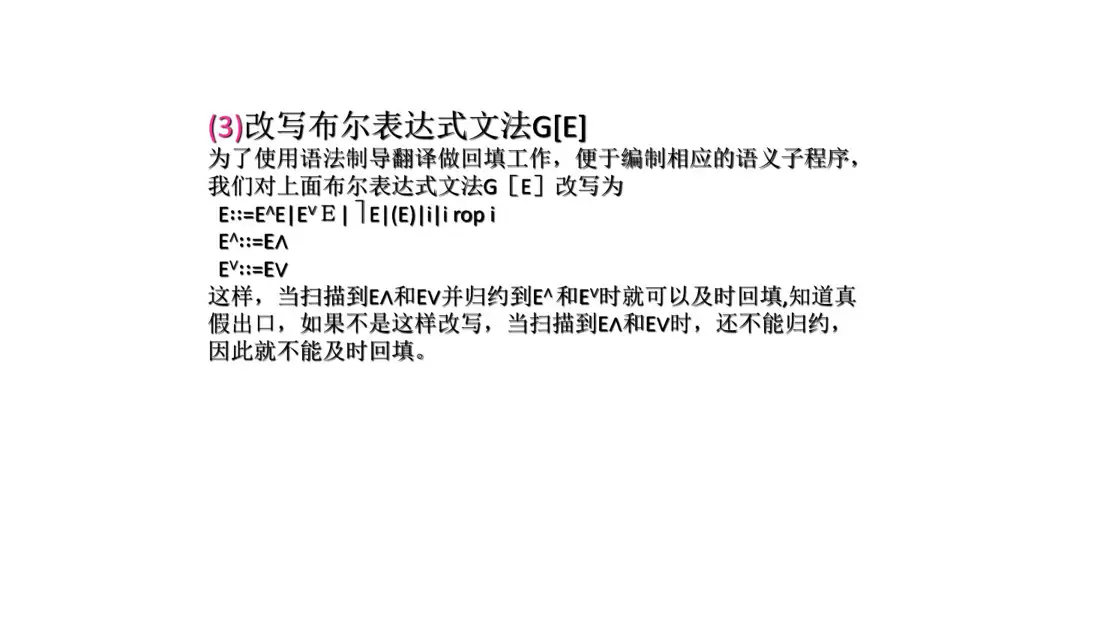 (3)改写布尔表达式文法G[E]
为了使用语法制导翻译做回填工作，便于编制相应的语义子程序，
我们对上面布尔表达式文法G［E］改写为
E∷=E^E|EᵛＥ|⎤E|(E)|i|i rop i
E^∷=E∧
Eᵛ∷=E∨
这样，当扫描到E∧和E∨并归约到E^ 和Eᵛ时就可以及时回填,知道真
假出口，如果不是这样改写，当扫描到E∧和E∨时，还不能归约，
因此就不能及时回填。